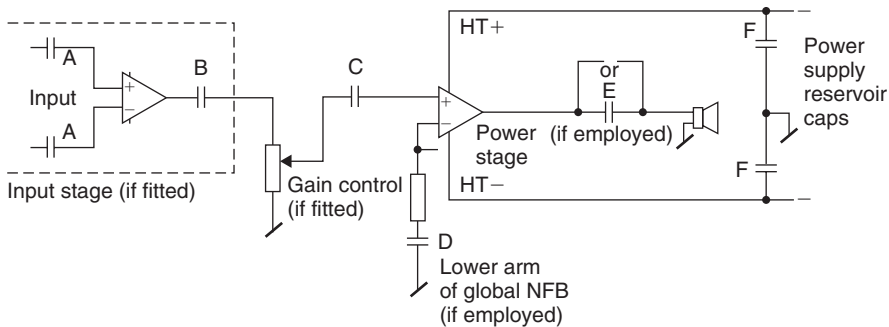 A
B
Input
A
Input stage (if fitted)
+
−
Gain control
(if fitted)
C
HT+
+
−
Power
stage
HT−
D
Lower arm
of global NFB
(if employed)
or
E
(if employed)
F
F
−
−
Power
supply
reservoir
caps